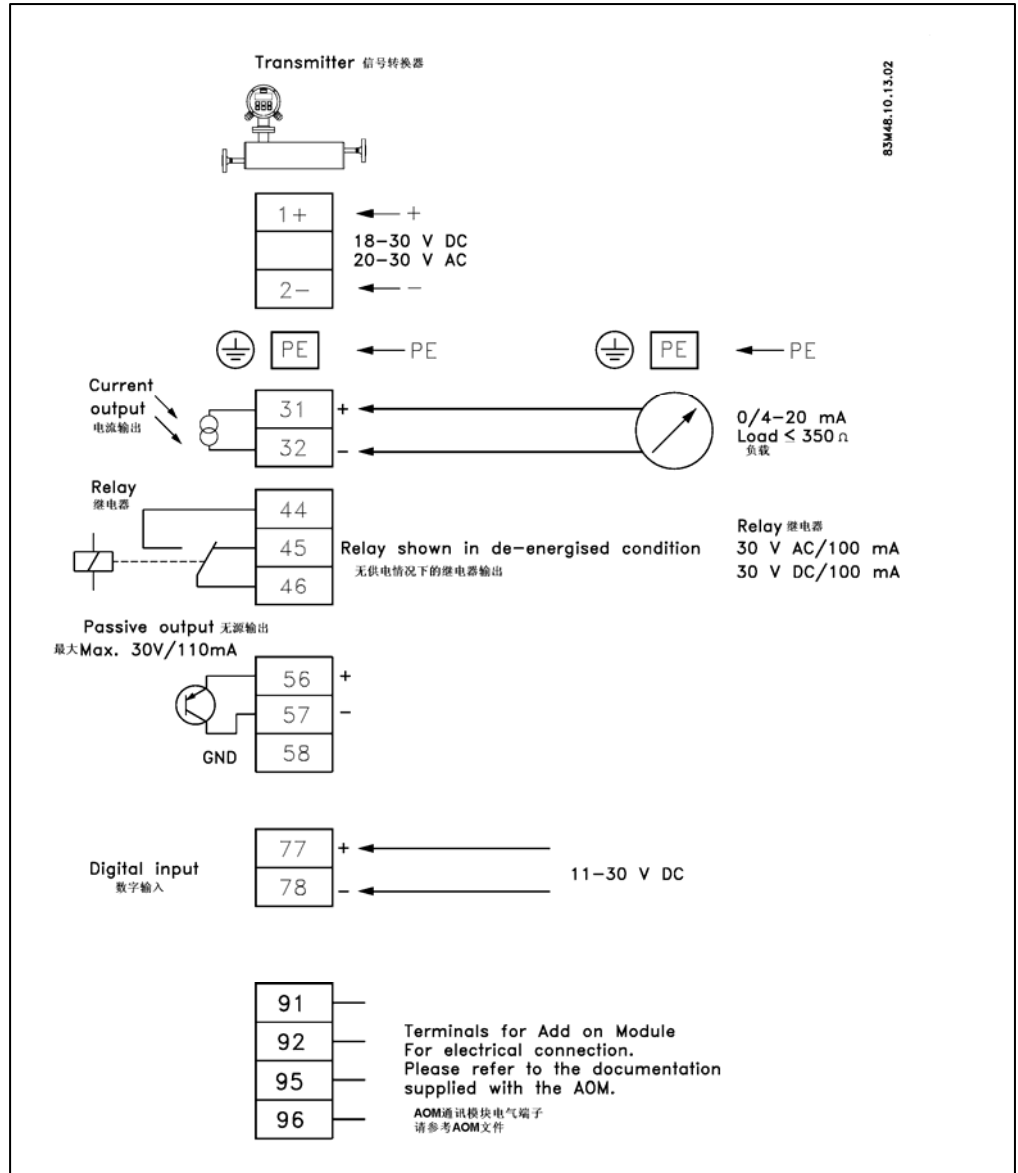 Transmitter 信号转换器
83M48.10.13.02
1+
+
18-30 V DC
20-30 V AC
2-
-
PE
PE
PE
PE
Current
output
电流输出
31
+
32
-
0/4-20 mA
Load ≤ 350 Ω
负载
Relay
继电器
44
45
46
Relay shown in de-energised condition
无供电情况下的继电器输出
Relay 继电器
30 V AC/100 mA
30 V DC/100 mA
Passive output 无源输出
最大Max. 30V/110mA
56
+
57
-
GND
58
Digital input
数字输入
77
+
78
-
11-30 V DC
91
92
95
96
Terminals for Add on Module
For electrical connection.
Please refer to the documentation
supplied with the AOM.
AOM通讯模块电气端子
请参考AOM文件